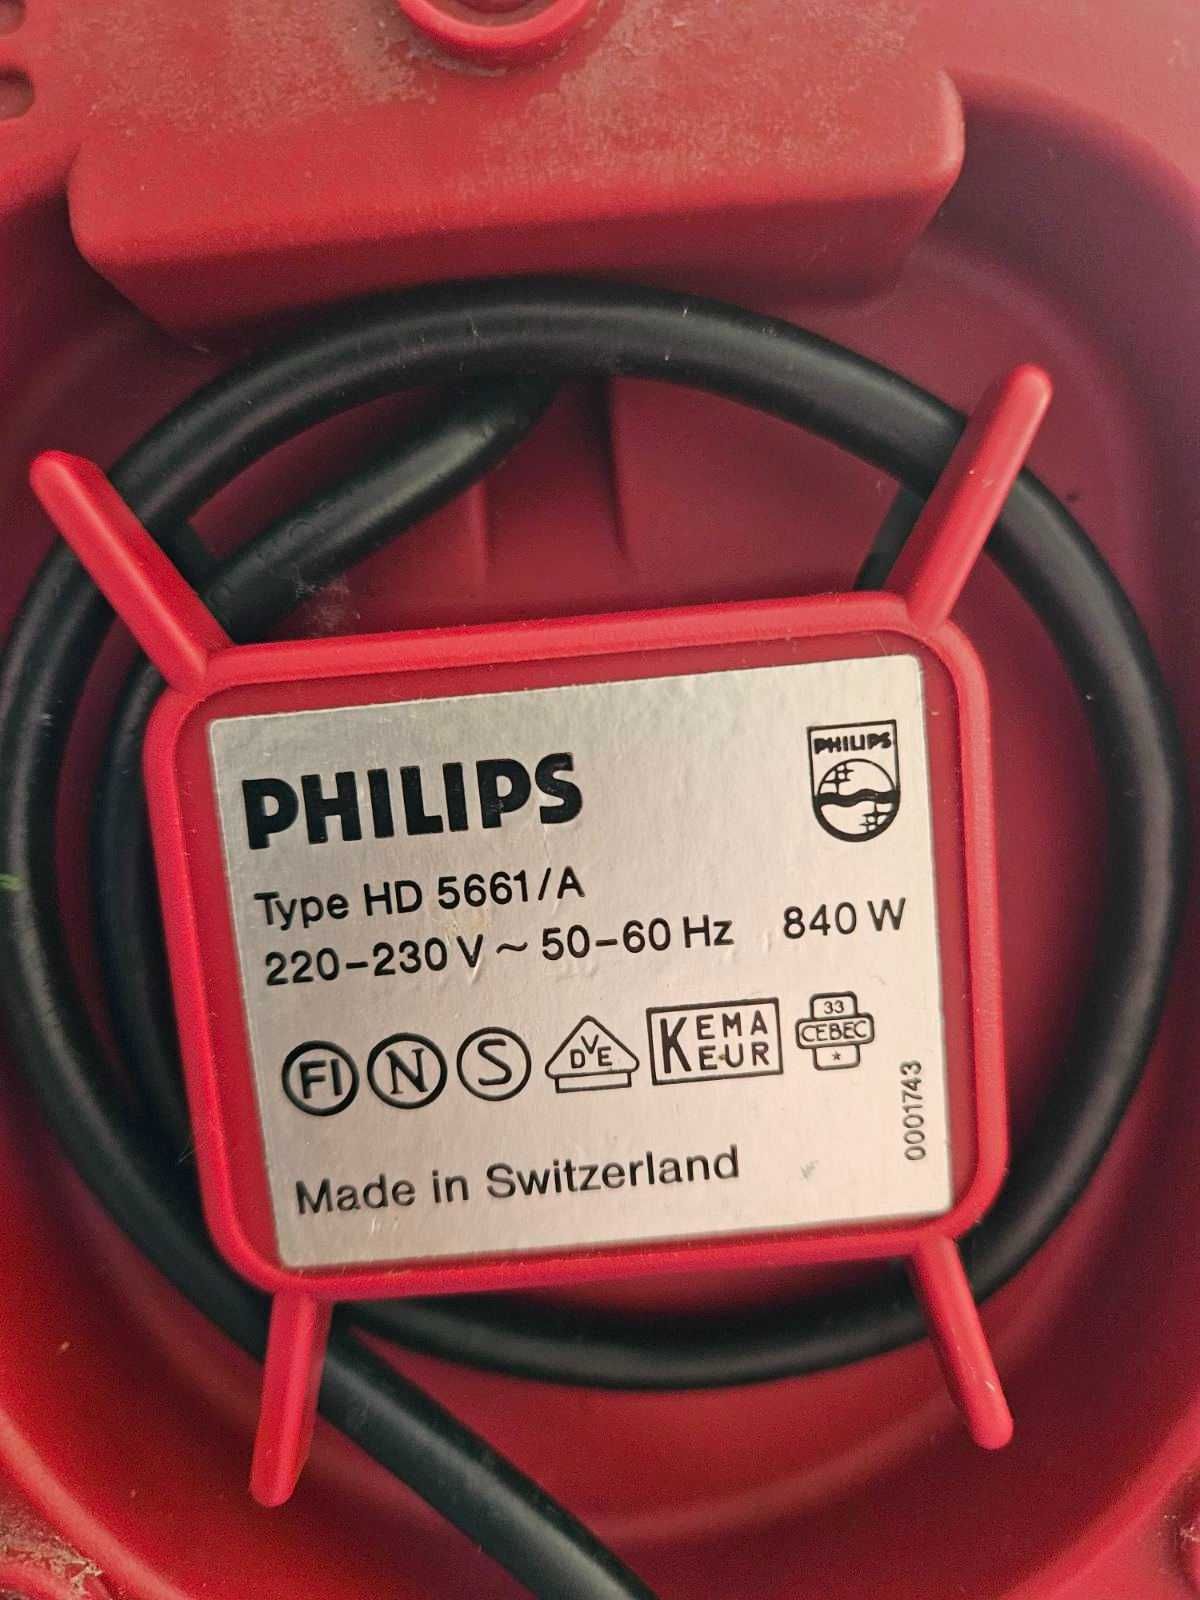 PHILIPS
PHILIPS
Type HD 5661/A
220-230 V ~ 50-60 Hz 840 W
FI N S DVE KEMA EUR 33 CEBEC *
0001743
Made in Switzerland